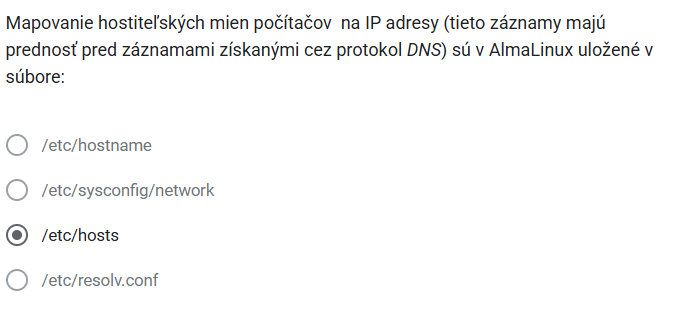 Mapovanie hostiteľských mien počítačov  na IP adresy (tieto záznamy majú
prednosť pred záznamami získanými cez protokol DNS) sú v AlmaLinux uložené v
súbore:
/etc/hostname
/etc/sysconfig/network
/etc/hosts
/etc/resolv.conf